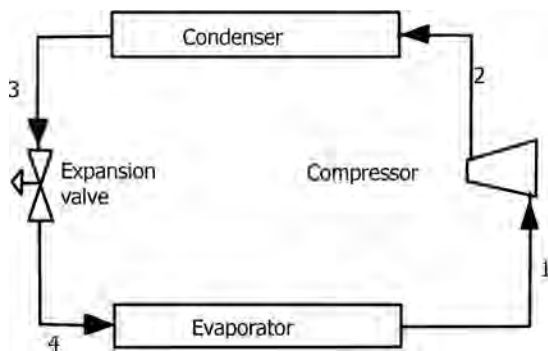 Condenser
3
2
Expansion
valve
Compressor
1
Evaporator
4